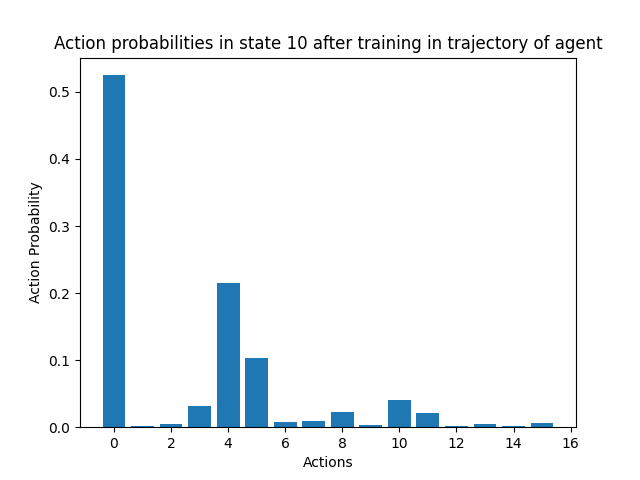 Action probabilities in state 10 after training in trajectory of agent
Action Probability
0.5
0.4
0.3
0.2
0.1
0.0
0 2 4 6 8 10 12 14 16
Actions